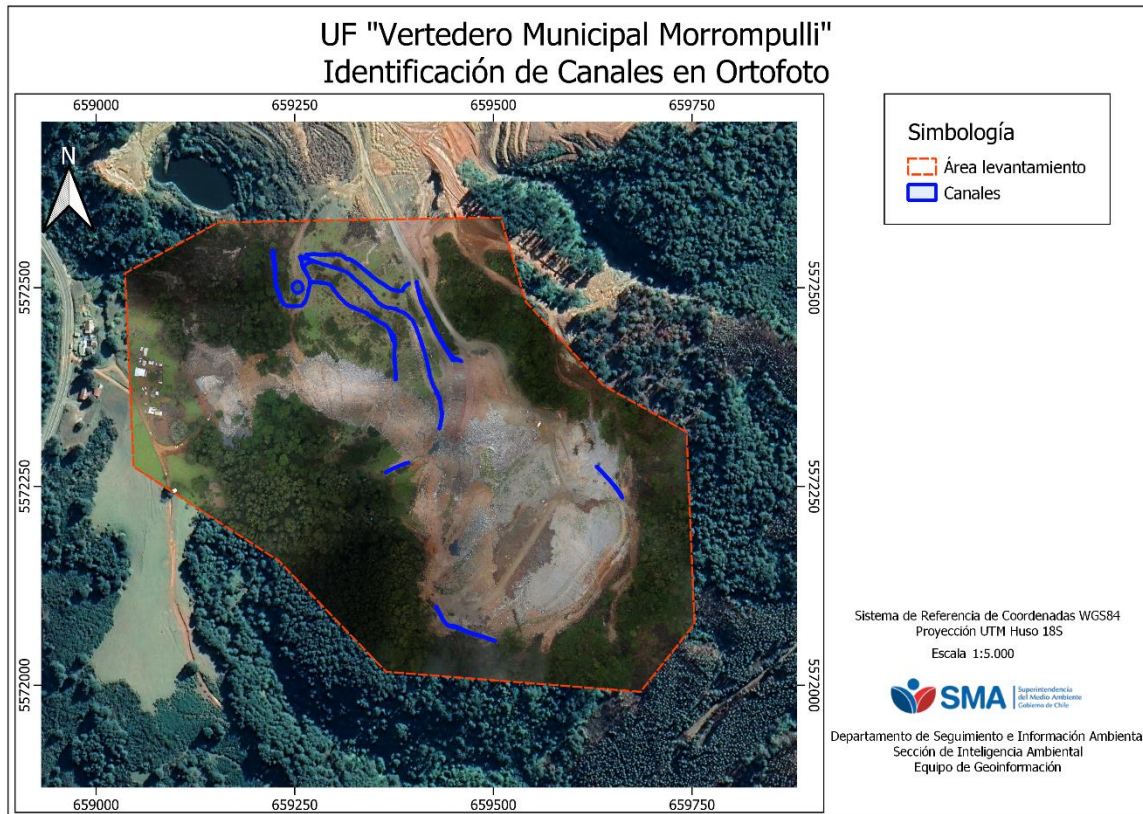 UF "Vertedero Municipal Morrompulli"
Identificación de Canales en Ortofoto
659000 659250 659500 659750
N
5572500
5572250
5572000
5572500
5572250
5572000
659000 659250 659500 659750
Simbología
Área levantamiento
Canales
Sistema de Referencia de Coordenadas WGS84
Proyección UTM Huso 18S
Escala 1:5.000
SMA
Superintendencia
del Medio Ambiente
Gobierno de Chile
Departamento de Seguimiento e Información Ambienta
Sección de Inteligencia Ambiental
Equipo de Geoinformación